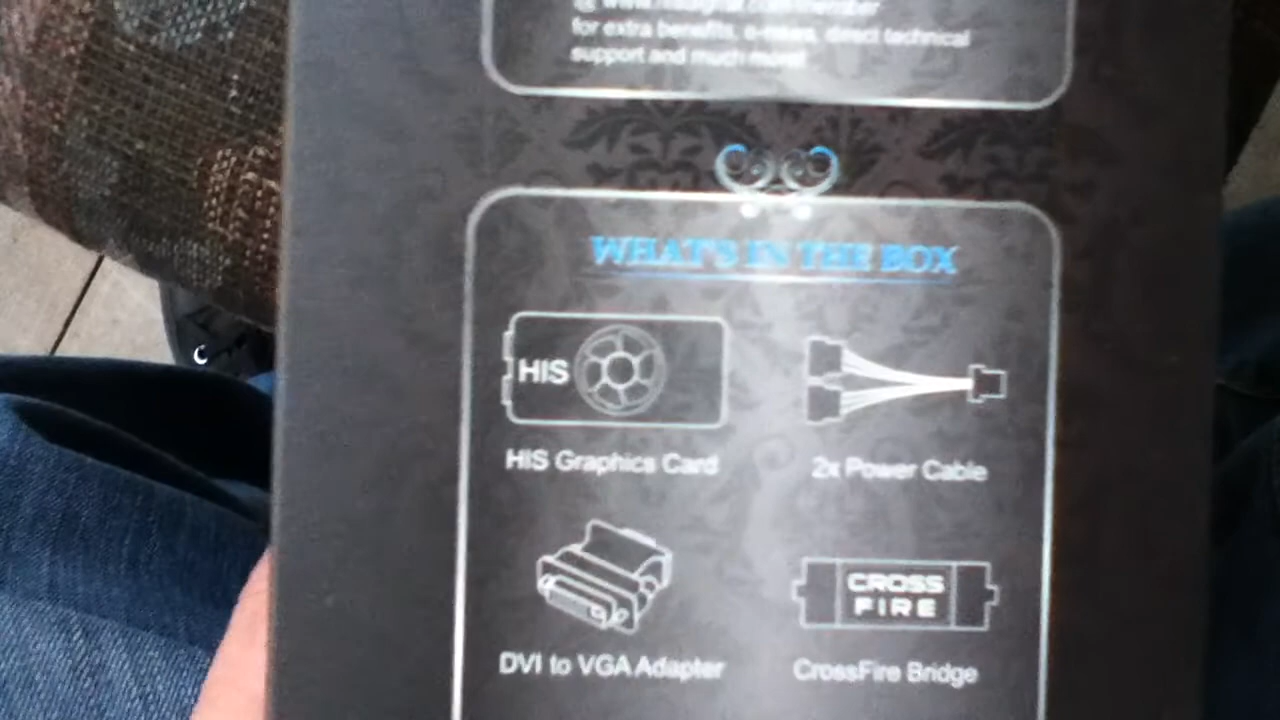 for extra benefits, e-news, direct technical
support and much more!
WHAT'S IN THE BOX
HIS
HIS Graphics Card
2x Power Cable
DVI to VGA Adapter
CROSS
FIRE
CrossFire Bridge